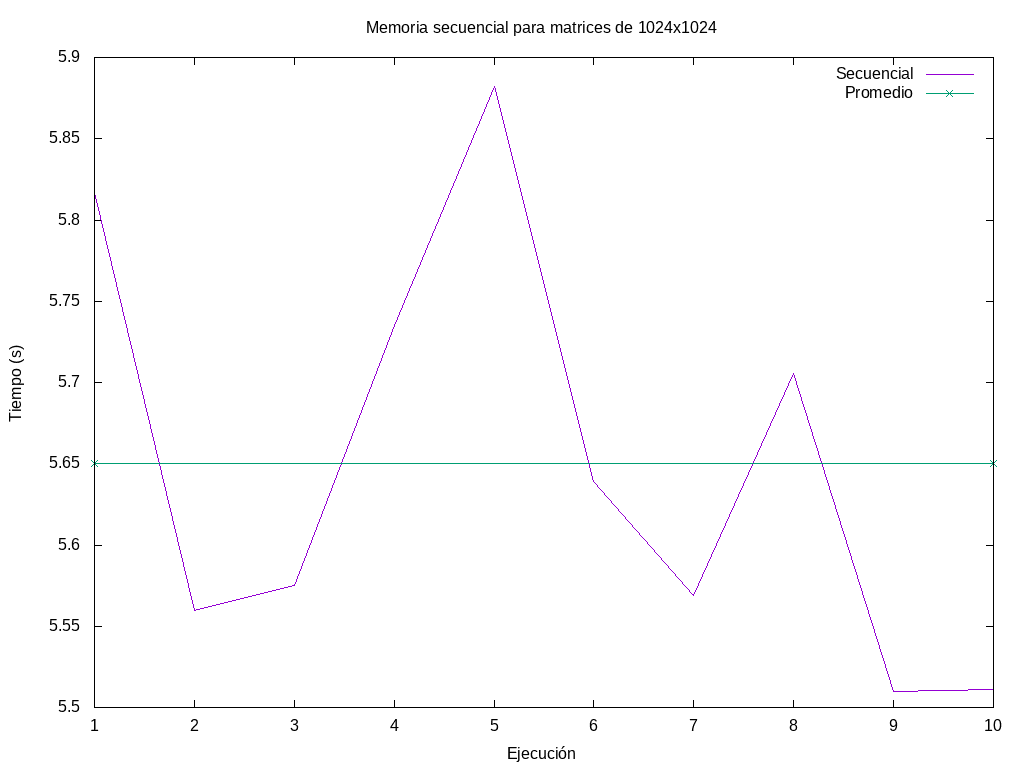 Memoria secuencial para matrices de 1024x1024
Secuencial
Promedio
5.9
5.85
5.8
5.75
5.7
5.65
5.6
5.55
5.5
Tiempo (s)
1 2 3 4 5 6 7 8 9 10
Ejecución